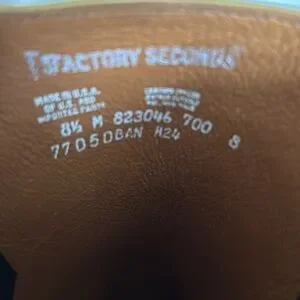 FACTORY SECONDS
MADE IN U.S.A.
OF U.S. AND
IMPORTED PARTS
8½ M 823046 700 8
7705DBAN H24